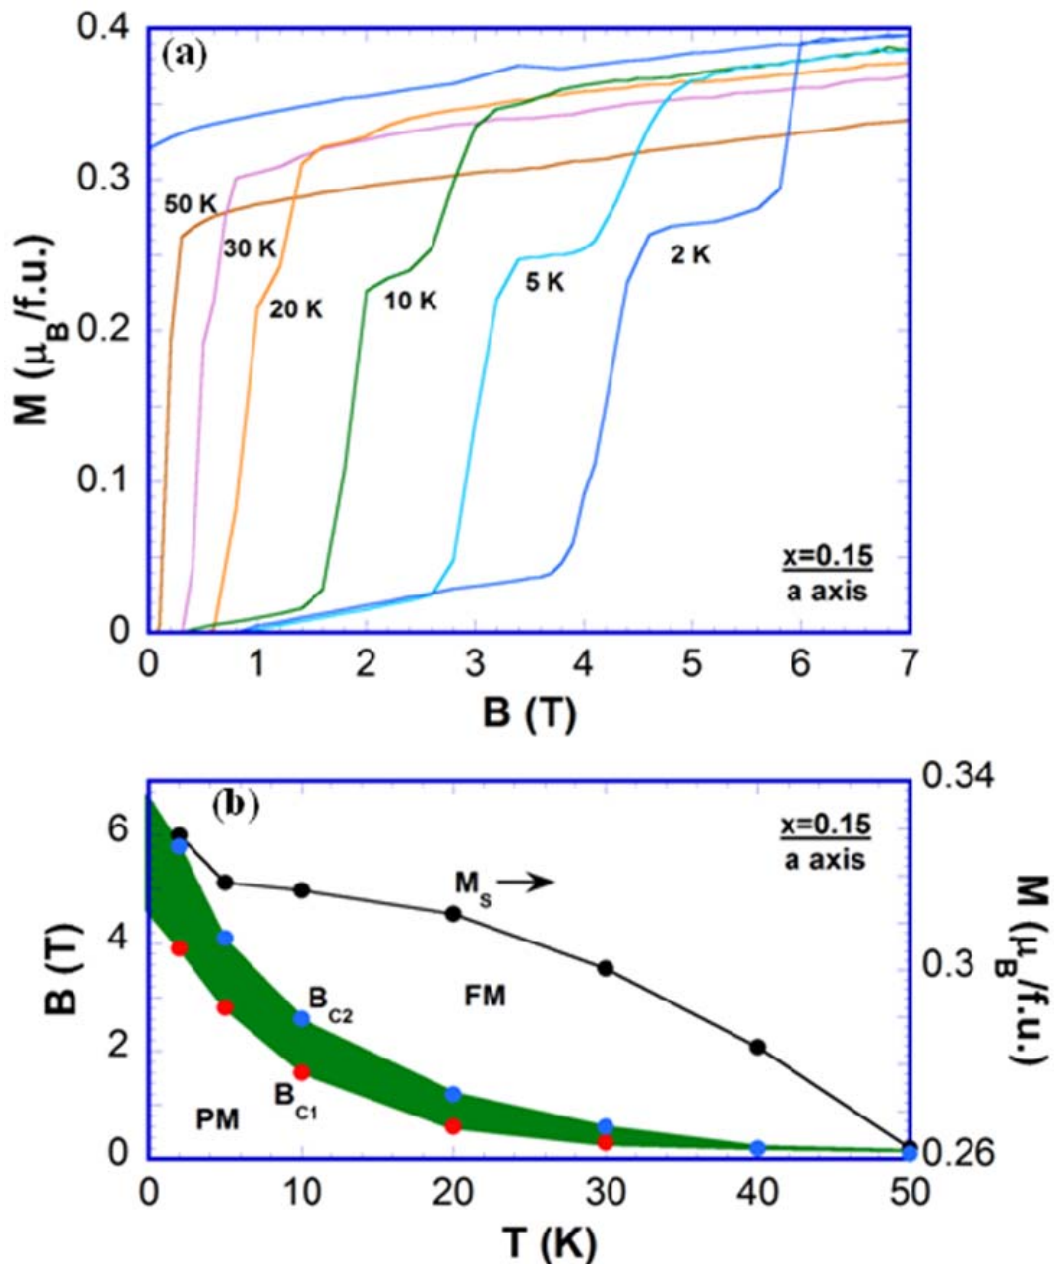 (a)
0.4
0.3
0.2
0.1
0
M (μB/f.u.)
50 K
30 K
20 K
10 K
5 K
2 K
x=0.15
a axis
0 1 2 3 4 5 6 7
B (T)
(b)
6
4
2
0
B (T)
x=0.15
a axis
MS
FM
BC2
BC1
PM
0.34
0.3
0.26
M (μB/f.u.)
0 10 20 30 40 50
T (K)